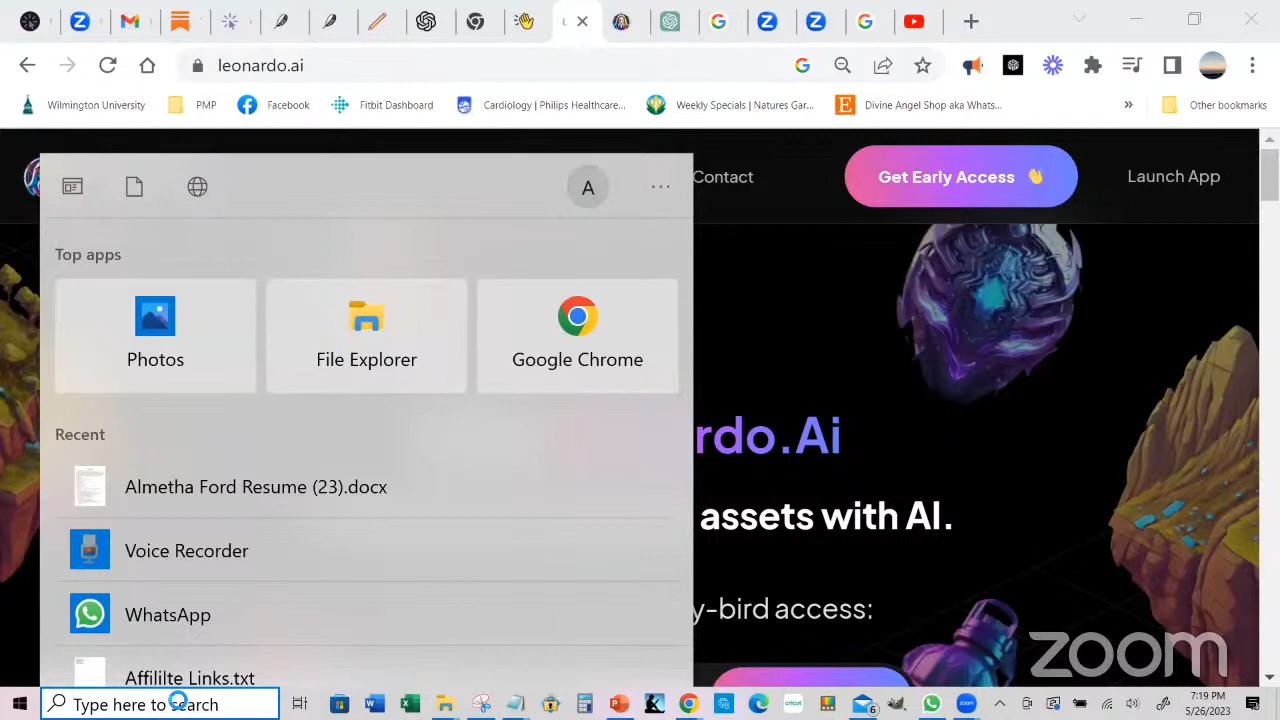 leonardo.ai
Wilmington University
PMP
Facebook
Fitbit Dashboard
Cardiology | Philips Healthcare...
Weekly Specials | Natures Gar...
Divine Angel Shop aka Whats...
»
Other bookmarks
Contact
Get Early Access
Launch App
A
Top apps
Photos
File Explorer
Google Chrome
Recent
Almetha Ford Resume (23).docx
Voice Recorder
WhatsApp
Affililte Links.txt
rdo.Ai
assets with AI.
y-bird access:
zoom
Type here to search
7:19 PM
5/26/2023